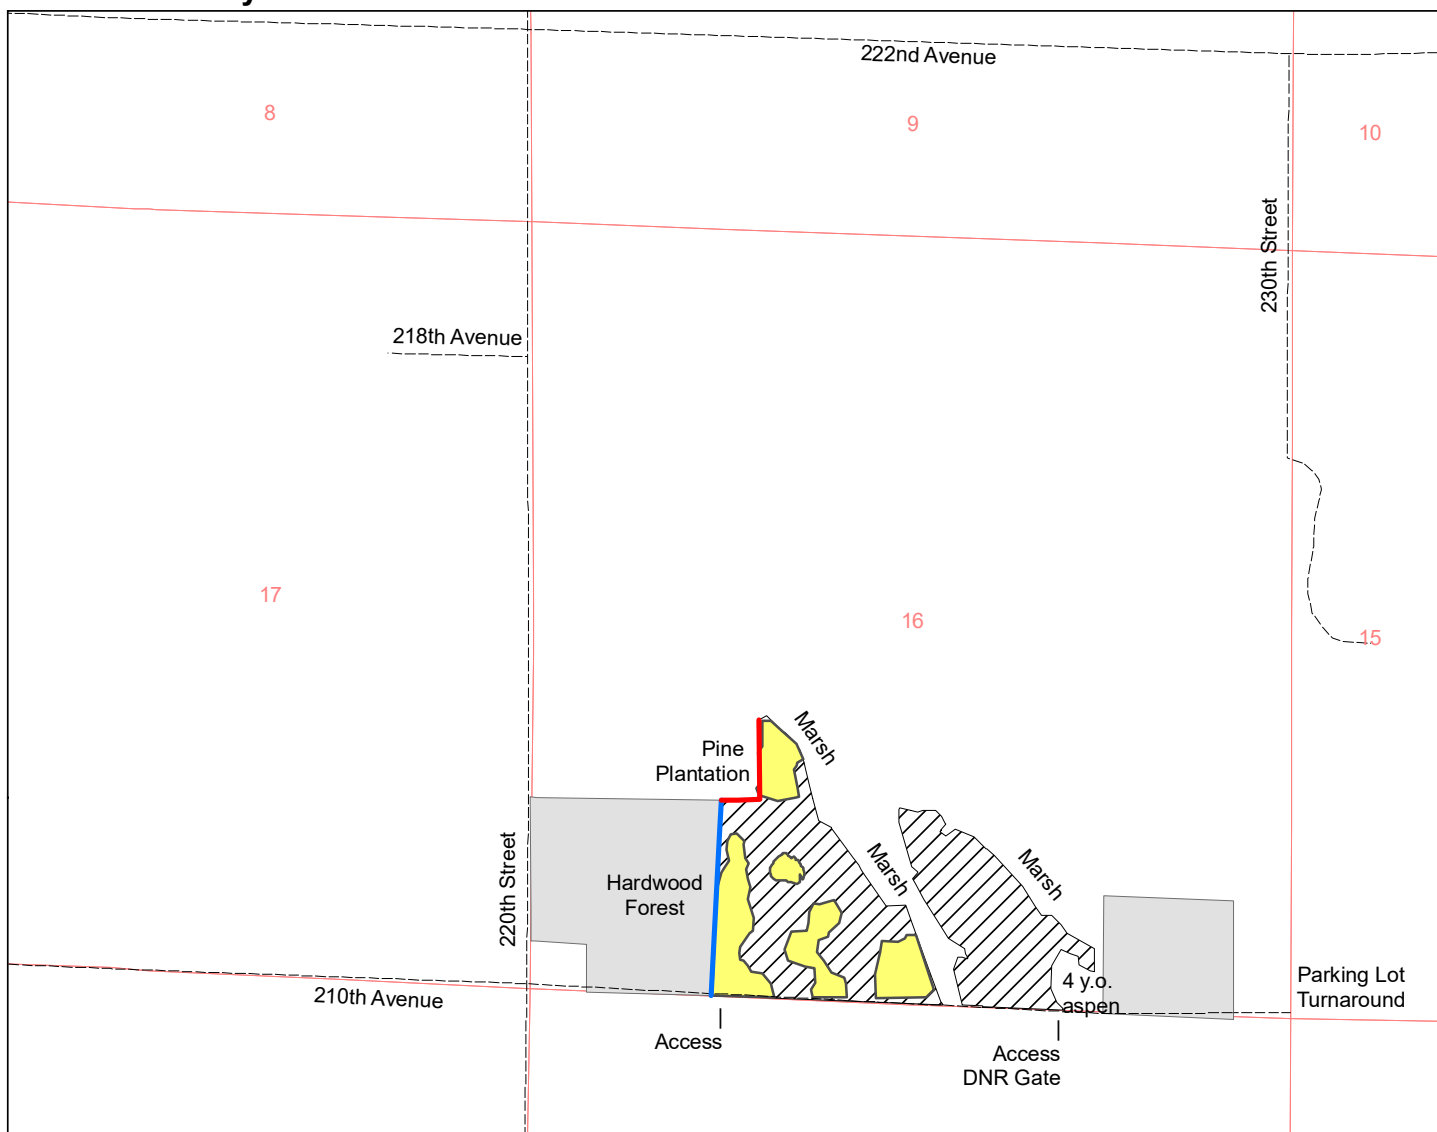 222nd Avenue
8
9
10
230th Street
218th Avenue
17
16
15
Marsh
Pine
Plantation
Marsh
Marsh
220th Street
Hardwood
Forest
4 y.o.
aspen
Parking Lot
Turnaround
210th Avenue
Access
Access
DNR Gate